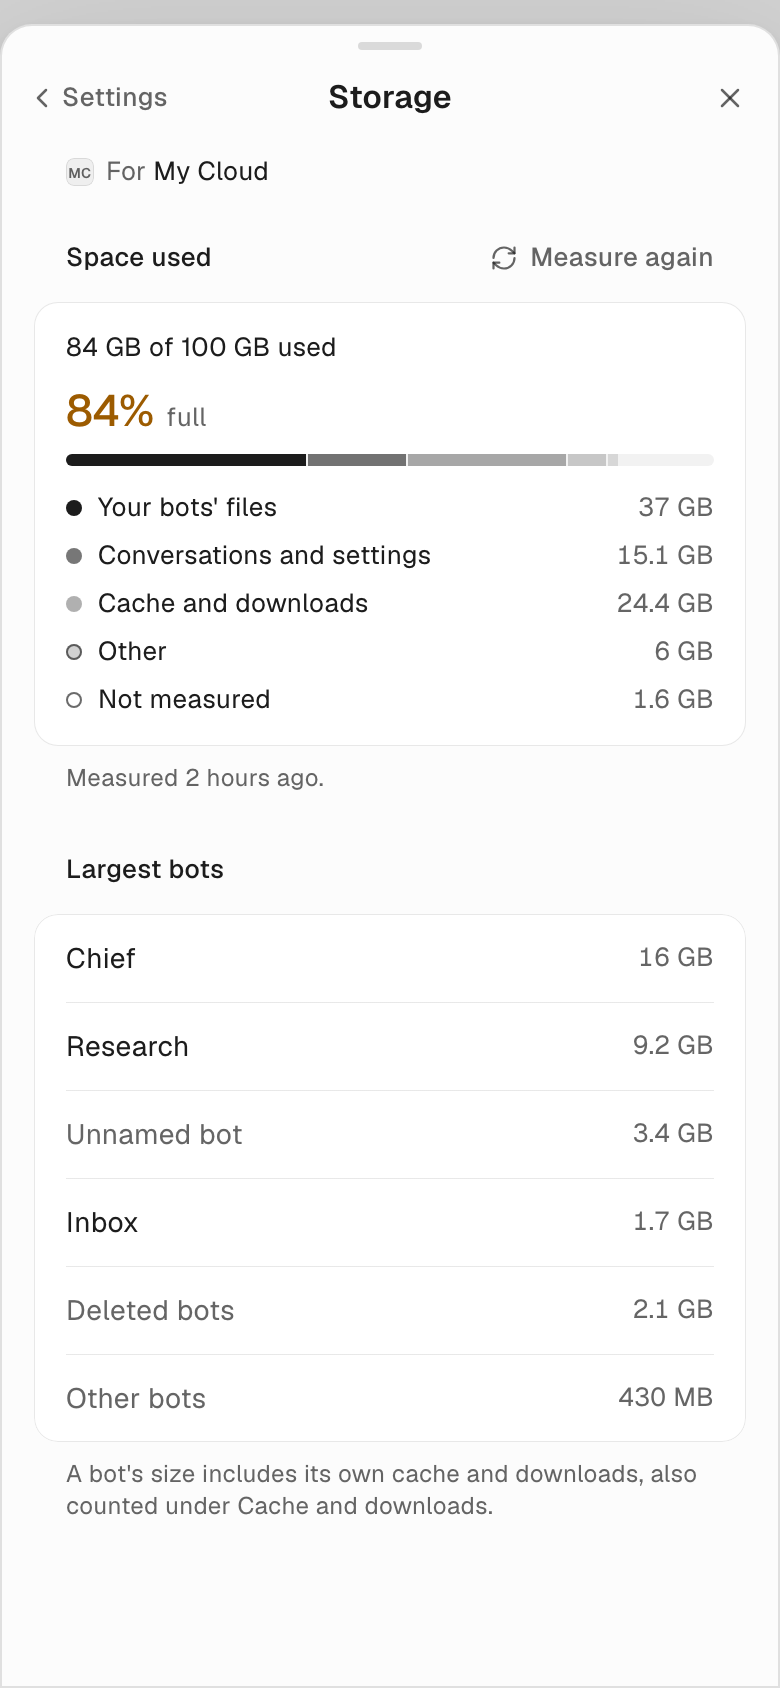 Settings
Storage
MC For My Cloud
Space used
Measure again
84 GB of 100 GB used
84% full
Your bots' files 37 GB
Conversations and settings 15.1 GB
Cache and downloads 24.4 GB
Other 6 GB
Not measured 1.6 GB
Measured 2 hours ago.
Largest bots
Chief 16 GB
Research 9.2 GB
Unnamed bot 3.4 GB
Inbox 1.7 GB
Deleted bots 2.1 GB
Other bots 430 MB
A bot's size includes its own cache and downloads, also
counted under Cache and downloads.